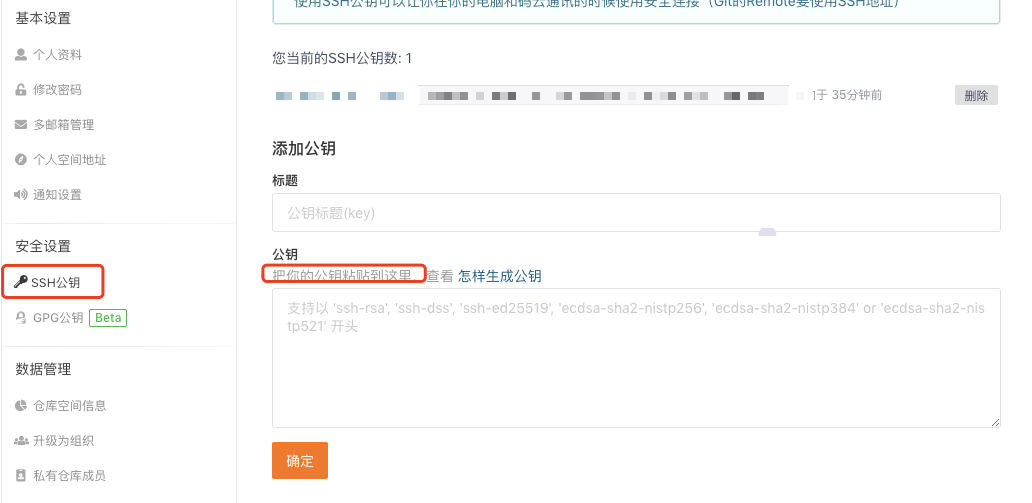 基本设置
个人资料
修改密码
多邮箱管理
个人空间地址
通知设置
安全设置
SSH公钥
GPG公钥 Beta
数据管理
仓库空间信息
升级为组织
私有仓库成员
使用SSH公钥可以让你在你的电脑和码云通讯的时候使用安全连接（Git的Remote要使用SSH地址）
您当前的SSH公钥数: 1
于 35分钟前
删除
添加公钥
标题
公钥标题(key)
公钥
把你的公钥粘贴到这里，查看 怎样生成公钥
支持以 'ssh-rsa', 'ssh-dss', 'ssh-ed25519', 'ecdsa-sha2-nistp256', 'ecdsa-sha2-nistp384' or 'ecdsa-sha2-nis
tp521' 开头
确定